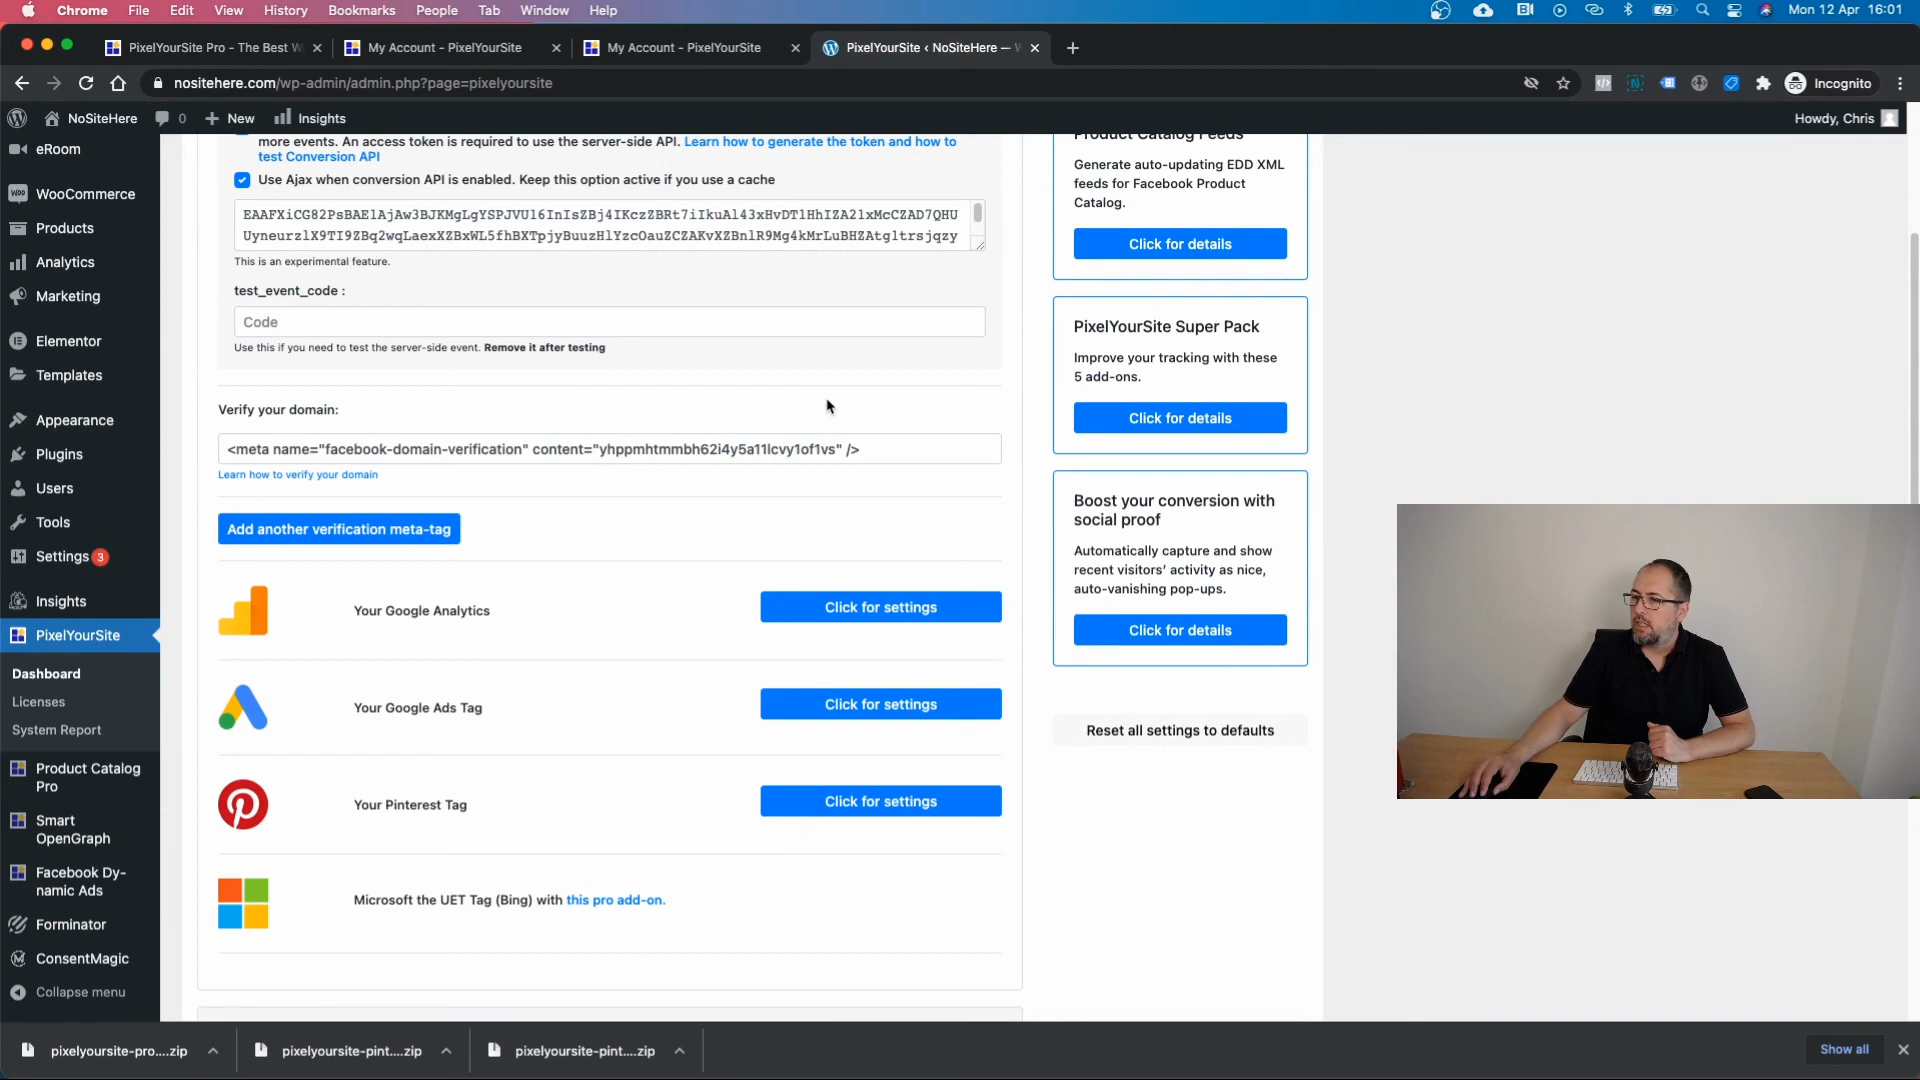 Chrome File Edit View History Bookmarks People Tab Window Help Mon 12 Apr 16:01
PixelYourSite Pro - The Best W
My Account - PixelYourSite
My Account - PixelYourSite
PixelYourSite ‹ NoSiteHere — W
nositehere.com/wp-admin/admin.php?page=pixelyoursite
Incognito
NoSiteHere 0 New Insights
Howdy, Chris
eRoom
WooCommerce
Products
Analytics
Marketing
Elementor
Templates
Appearance
Plugins
Users
Tools
Settings 3
Insights
PixelYourSite
Dashboard
Licenses
System Report
Product Catalog
Pro
Smart
OpenGraph
Facebook Dy-
namic Ads
Forminator
ConsentMagic
Collapse menu
more events. An access token is required to use the server-side API. Learn how to generate the token and how to
test Conversion API
Use Ajax when conversion API is enabled. Keep this option active if you use a cache
This is an experimental feature.
test_event_code :
Code
Use this if you need to test the server-side event. Remove it after testing
Verify your domain:
<meta name="facebook-domain-verification" content="yhppmhtmmbh62i4y5a11lcvy1of1vs" />
Learn how to verify your domain
Add another verification meta-tag
Your Google Analytics
Click for settings
Your Google Ads Tag
Click for settings
Your Pinterest Tag
Click for settings
Microsoft the UET Tag (Bing) with this pro add-on.
Product Catalog Feeds
Generate auto-updating EDD XML
feeds for Facebook Product
Catalog.
Click for details
PixelYourSite Super Pack
Improve your tracking with these
5 add-ons.
Click for details
Boost your conversion with
social proof
Automatically capture and show
recent visitors' activity as nice,
auto-vanishing pop-ups.
Click for details
Reset all settings to defaults
pixelyoursite-pro....zip
pixelyoursite-pint....zip
pixelyoursite-pint....zip
Show all